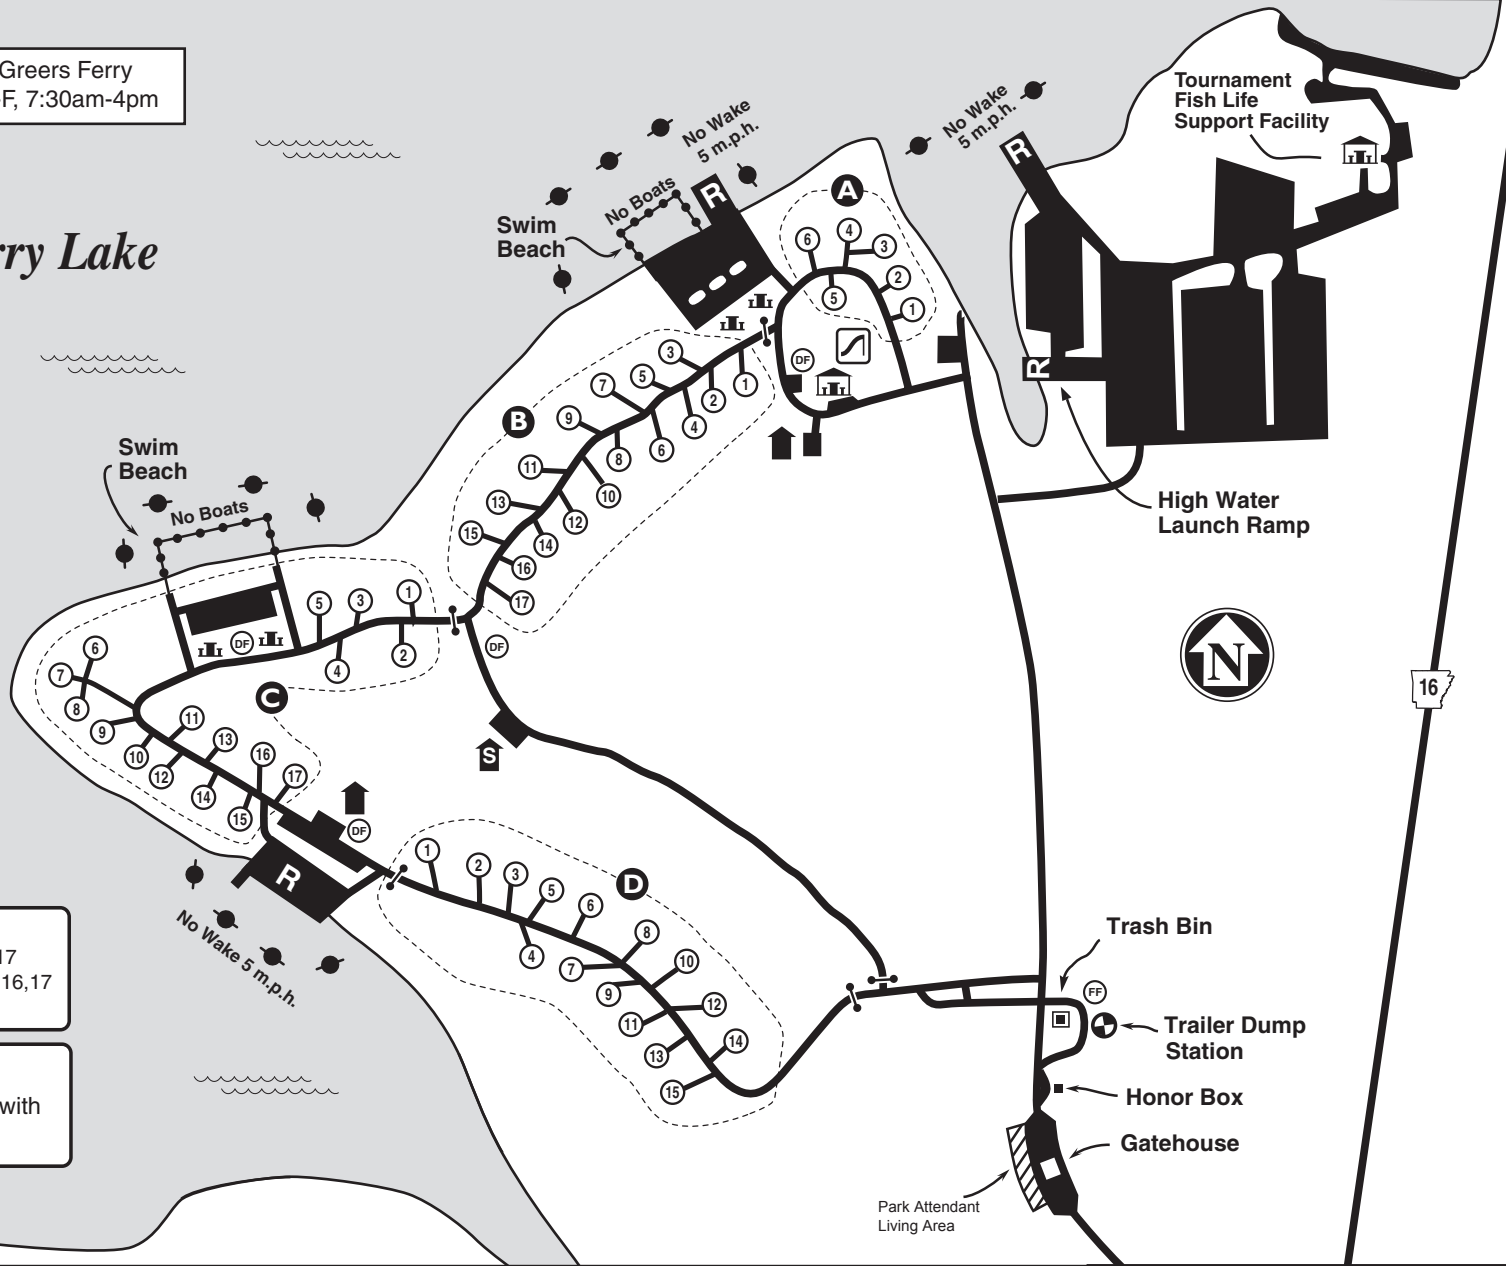 Greers Ferry
F, 7:30am-4pm
rry Lake
No Wake
5 m.p.h.
No Wake
5 m.p.h.
Tournament
Fish Life
Support Facility
R
R
No Boats
Swim
Beach
A
6
4
3
2
5
1
DF
R
B
3
5
7
1
2
9
4
6
8
11
10
13
12
15
14
16
17
High Water
Launch Ramp
Swim
Beach
No Boats
5
3
1
DF
4
2
DF
6
7
8
9
C
11
10
13
12
16
14
17
15
DF
S
N
16
R
No Wake 5 m.p.h.
1
2
3
5
D
6
4
8
7
10
9
12
11
14
13
15
17
16,17
with
Trash Bin
FF
Trailer Dump
Station
Honor Box
Gatehouse
Park Attendant
Living Area